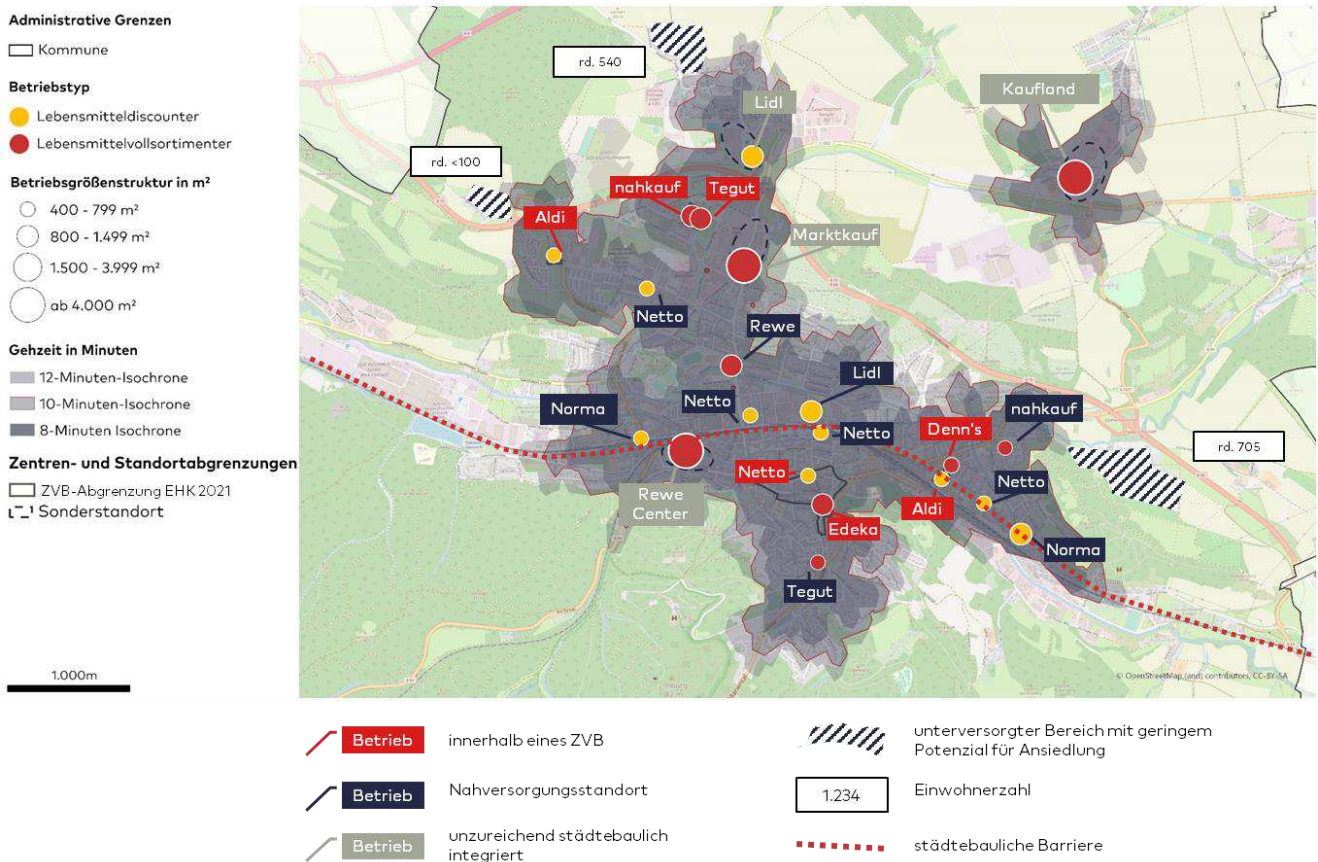 Administrative Grenzen
Kommune
Betriebstyp
Lebensmitteldiscounter
Lebensmittelvollsortimenter
Betriebsgrößenstruktur in m²
400 - 799 m²
800 - 1.499 m²
1.500 - 3.999 m²
ab 4.000 m²
Gehzeit in Minuten
12-Minuten-Isochrone
10-Minuten-Isochrone
8-Minuten Isochrone
Zentren- und Standortabgrenzungen
ZVB-Abgrenzung EHK 2021
Sonderstandort
1.000m
rd. 540
Lidl
Kaufland
rd. <100
nahkauf
Tegut
Aldi
Marktkauf
Netto
Rewe
Lidl
Netto
Norma
nahkauf
Denn's
Netto
Netto
Netto
rd. 705
Rewe
Center
Aldi
Edeka
Norma
Tegut
© OpenStreetMap (and) contributors, CC-BY-SA
Betrieb
innerhalb eines ZVB
Betrieb
Nahversorgungsstandort
Betrieb
unzureichend städtebaulich
integriert
unterversorgter Bereich mit geringem
Potenzial für Ansiedlung
1.234
Einwohnerzahl
städtebauliche Barriere